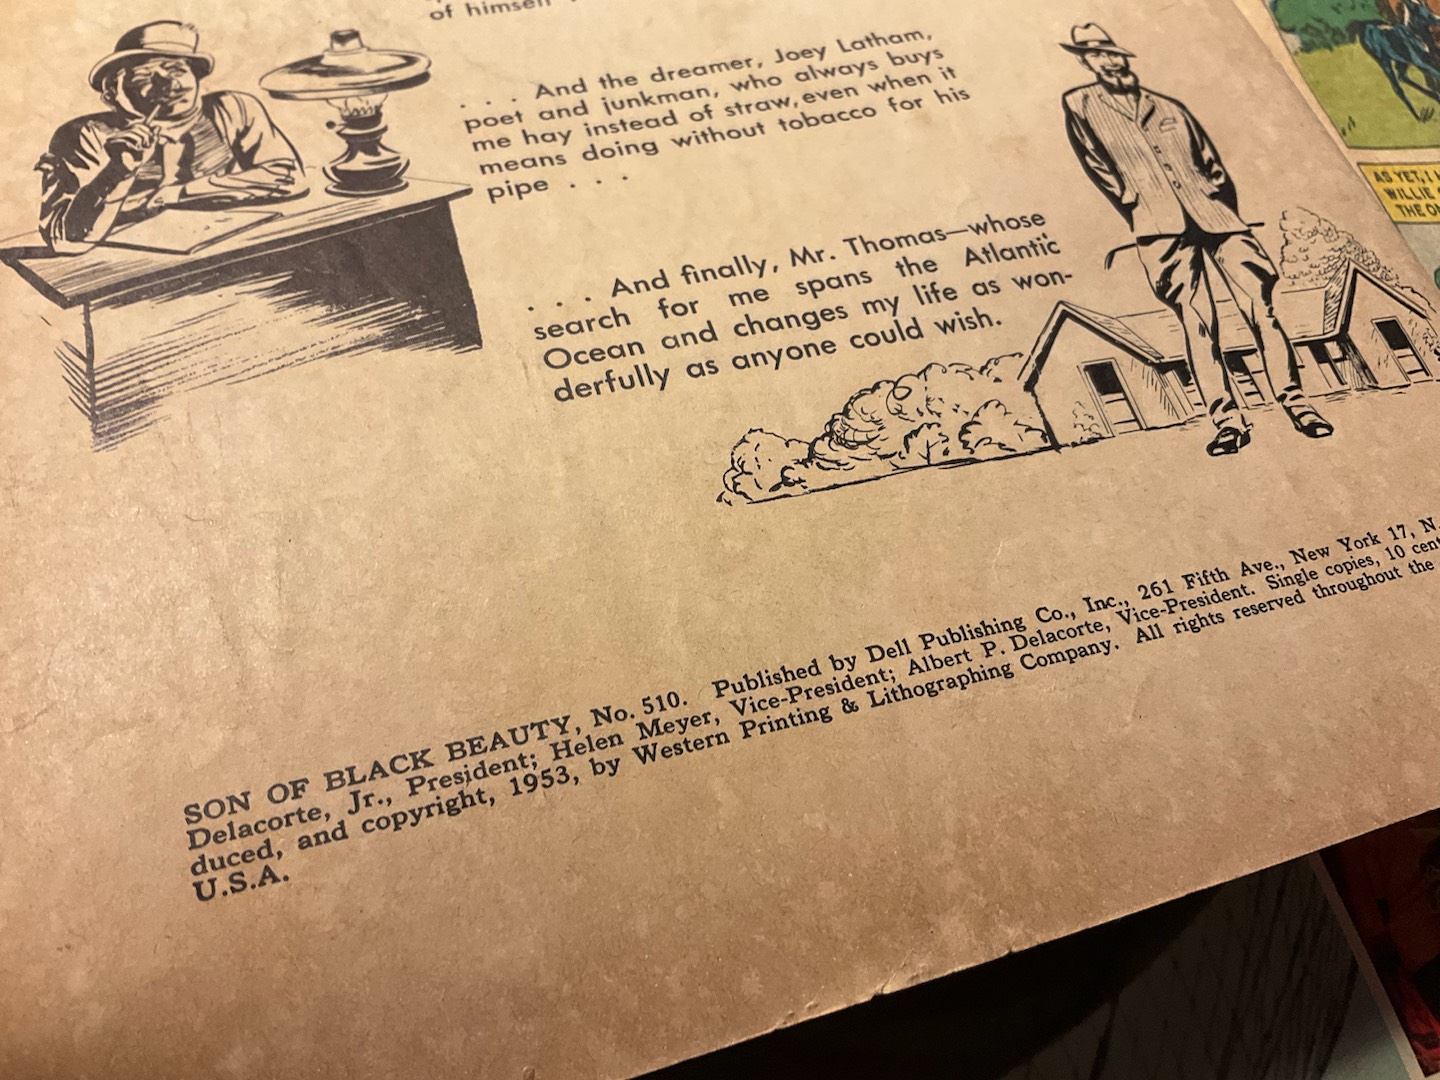 of himself
. . . And the dreamer, Joey Latham,
poet and junkman, who always buys
me hay instead of straw, even when it
means doing without tobacco for his
pipe . . .
. . . And finally, Mr. Thomas—whose
search for me spans the Atlantic
Ocean and changes my life as won-
derfully as anyone could wish.
AS YET, I
WILLIE
THE
SON OF BLACK BEAUTY, No. 510. Published by Dell Publishing Co., Inc., 261 Fifth Ave., New York 17, N.
Delacorte, Jr., President; Helen Meyer, Vice-President; Albert P. Delacorte, Vice-President. Single copies, 10
duced, and copyright, 1953, by Western Printing & Lithographing Company. All rights reserved throughout the
U.S.A.